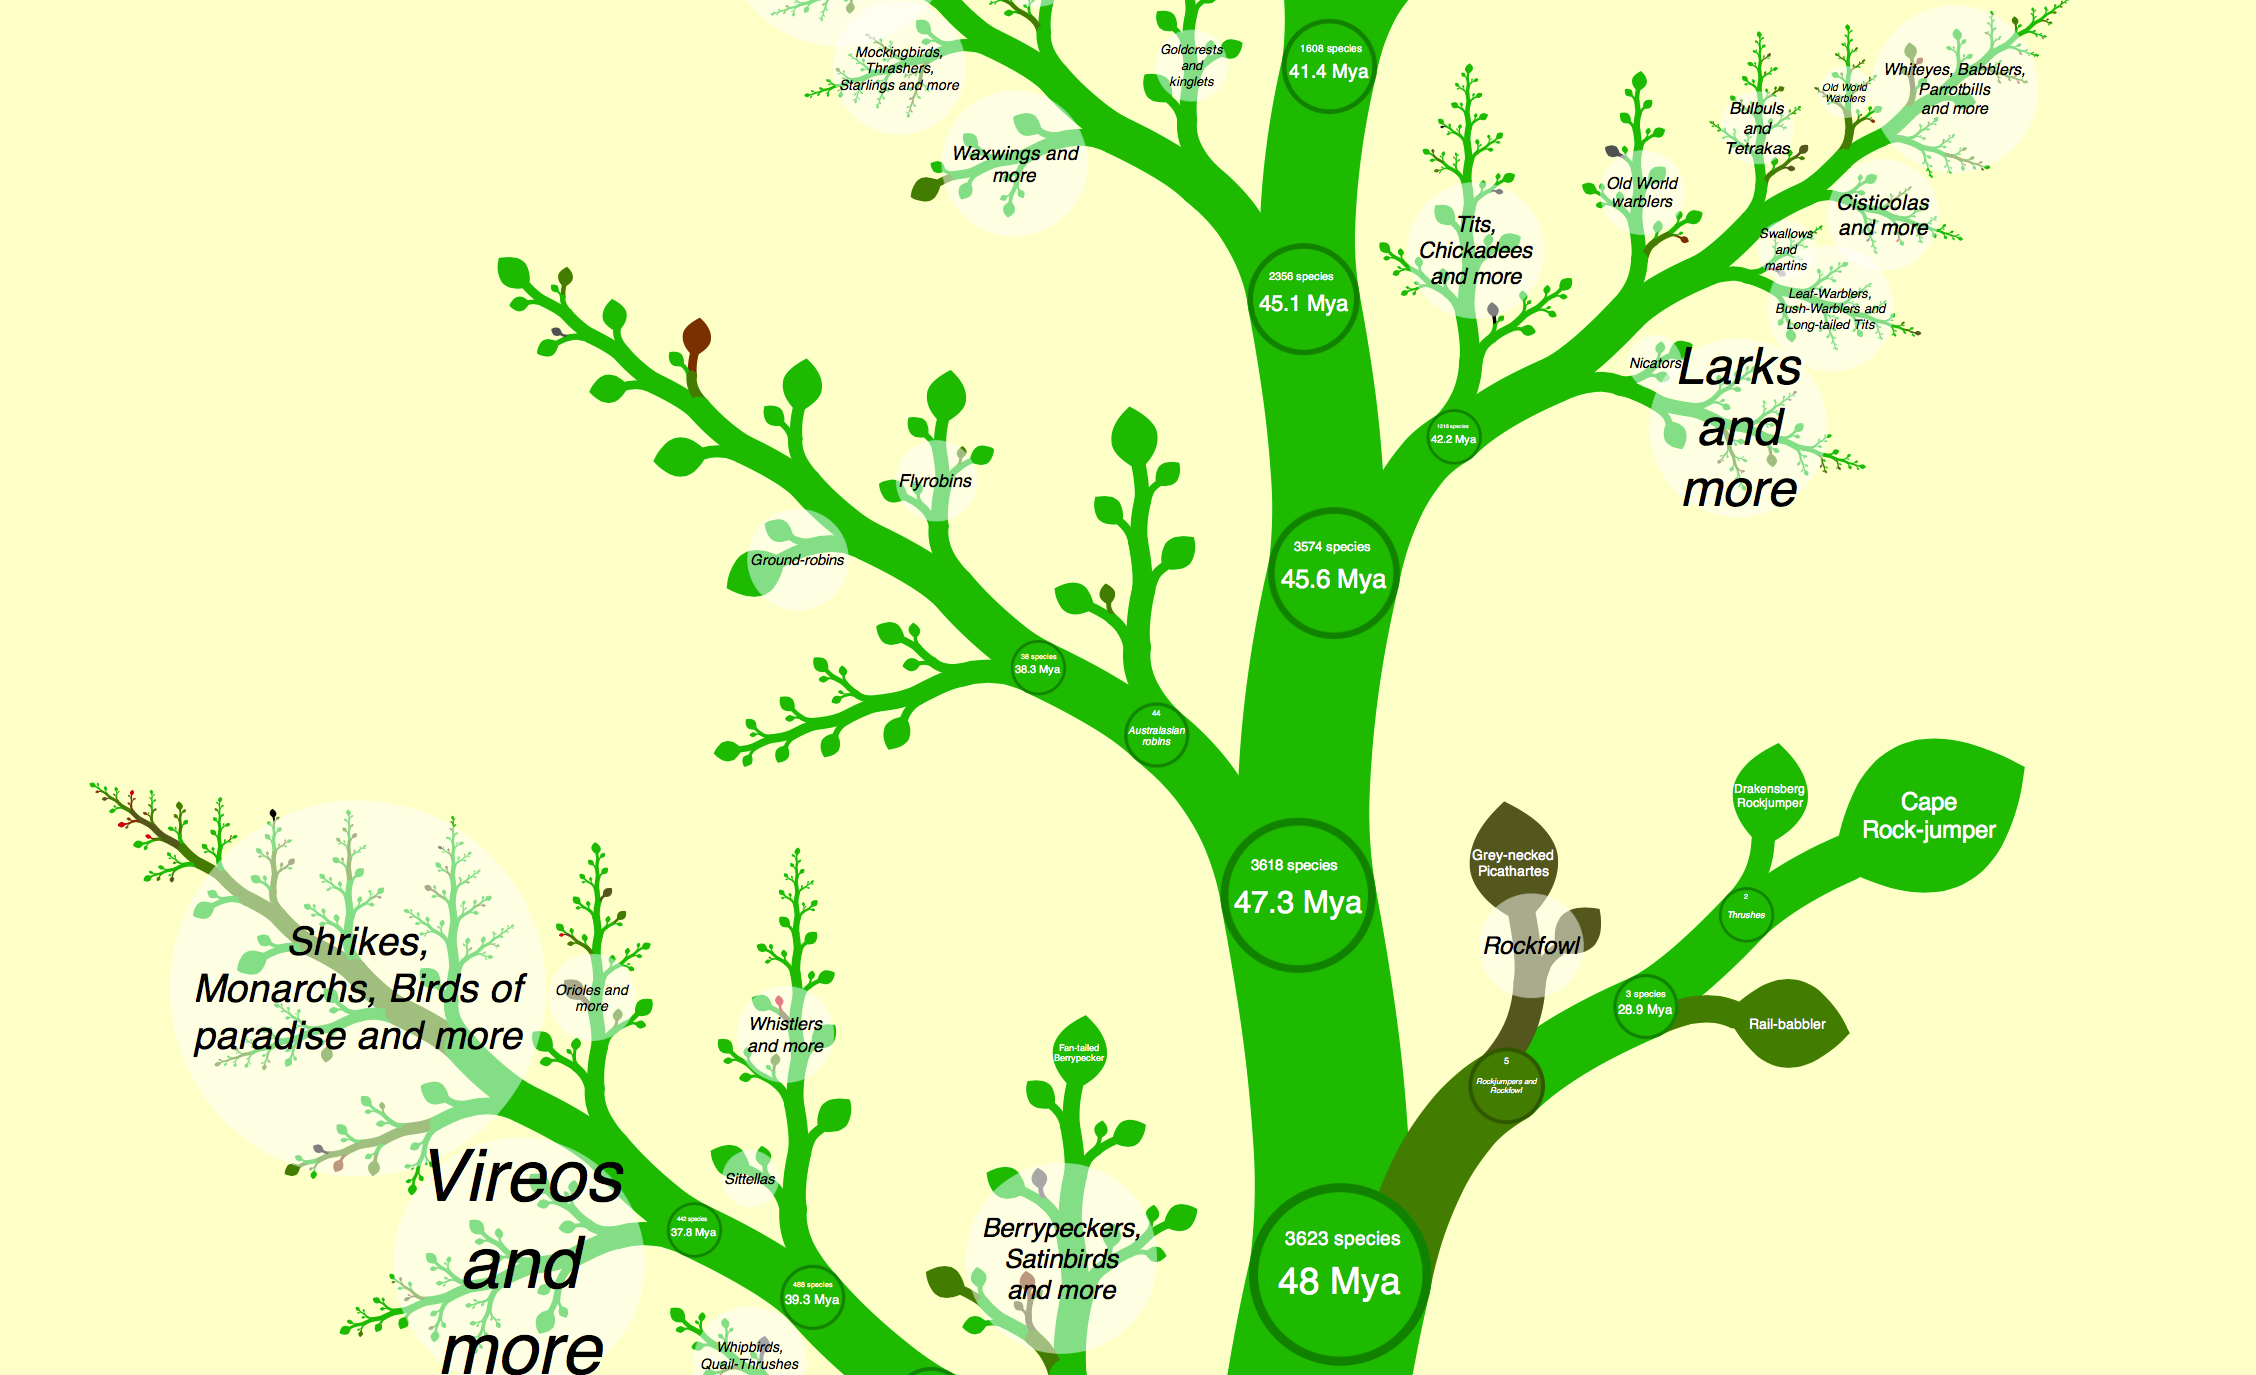 1608 species
41.4 Mya
Mockingbirds,
Thrashers,
Starlings and more
Goldcrests
and
kinglets
Waxwings and
more
Whiteyes, Babblers,
Parrotbills
and more
Old World
Warblers
Bulbuls
and
Tetrakas
Old World
warblers
Cisticolas
and more
Swallows
and
martins
Tits,
Chickadees
and more
Leaf-Warblers,
Bush-Warblers and
Long-tailed Tits
2356 species
45.1 Mya
Nicators
Larks
and
more
1218 species
42.2 Mya
Flyrobins
Ground-robins
3574 species
45.6 Mya
38 species
38.3 Mya
44
Australasian
robins
Drakensberg
Rockjumper
Cape
Rock-jumper
Grey-necked
Picathartes
3618 species
47.3 Mya
2
Thrushes
Rockfowl
Shrikes,
Monarchs, Birds of
paradise and more
Orioles and
more
Whistlers
and more
3 species
28.9 Mya
Rail-babbler
Fan-tailed
Berrypecker
5
Rockjumpers and
Rockfowl
Vireos
and
more
Sittellas
442 species
37.8 Mya
Berrypeckers,
Satinbirds
and more
3623 species
48 Mya
488 species
39.3 Mya
Whipbirds,
Quail-Thrushes